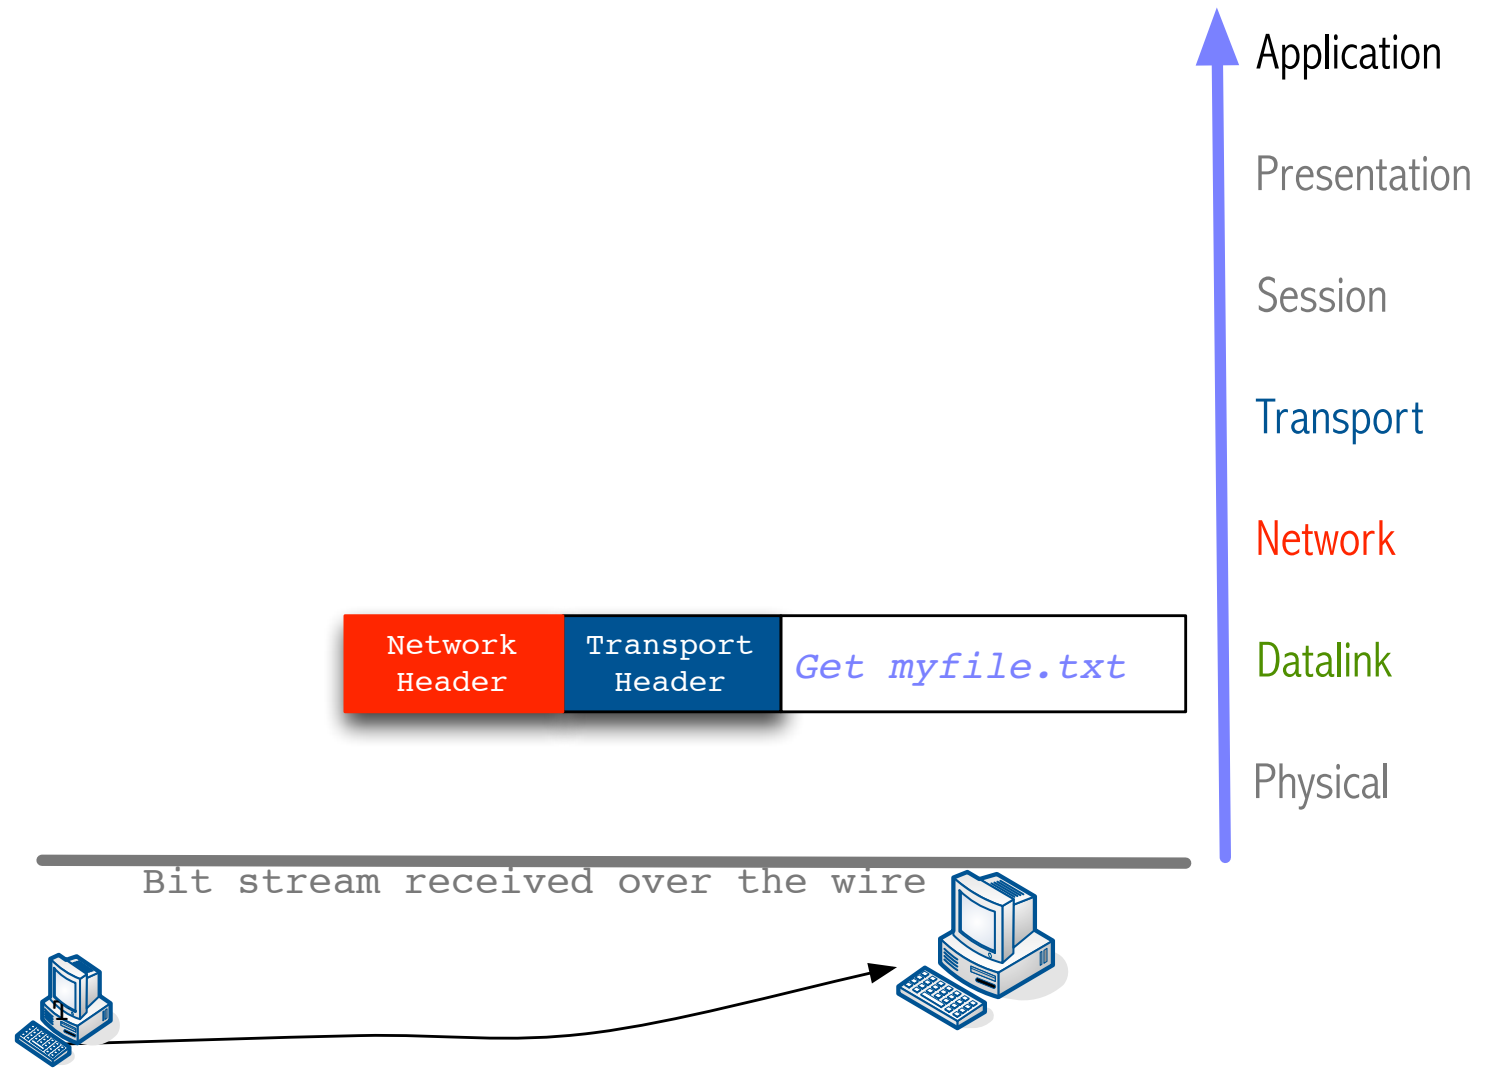 Application
Presentation
Session
Transport
Network
Network Header
Transport Header
Get myfile.txt
Datalink
Physical
Bit stream received over the wire
1